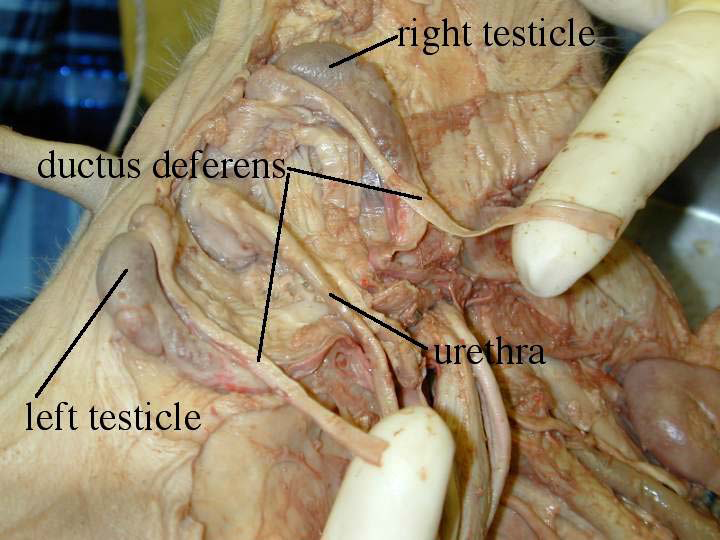 right testicle
ductus deferens
urethra
left testicle